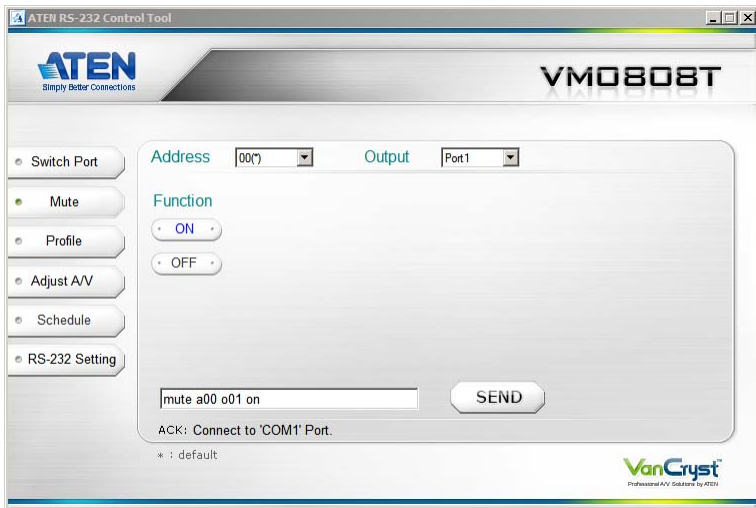 ATEN RS-232 Control Tool
ATEN
Simply Better Connections
VM0808T
Switch Port
Mute
Profile
Adjust A/V
Schedule
RS-232 Setting
Address 00(*) Output Port1
Function
ON
OFF
mute a00 o01 on
SEND
ACK: Connect to 'COM1' Port.
* : default
VanCryst™
Professional A/V Solutions by ATEN